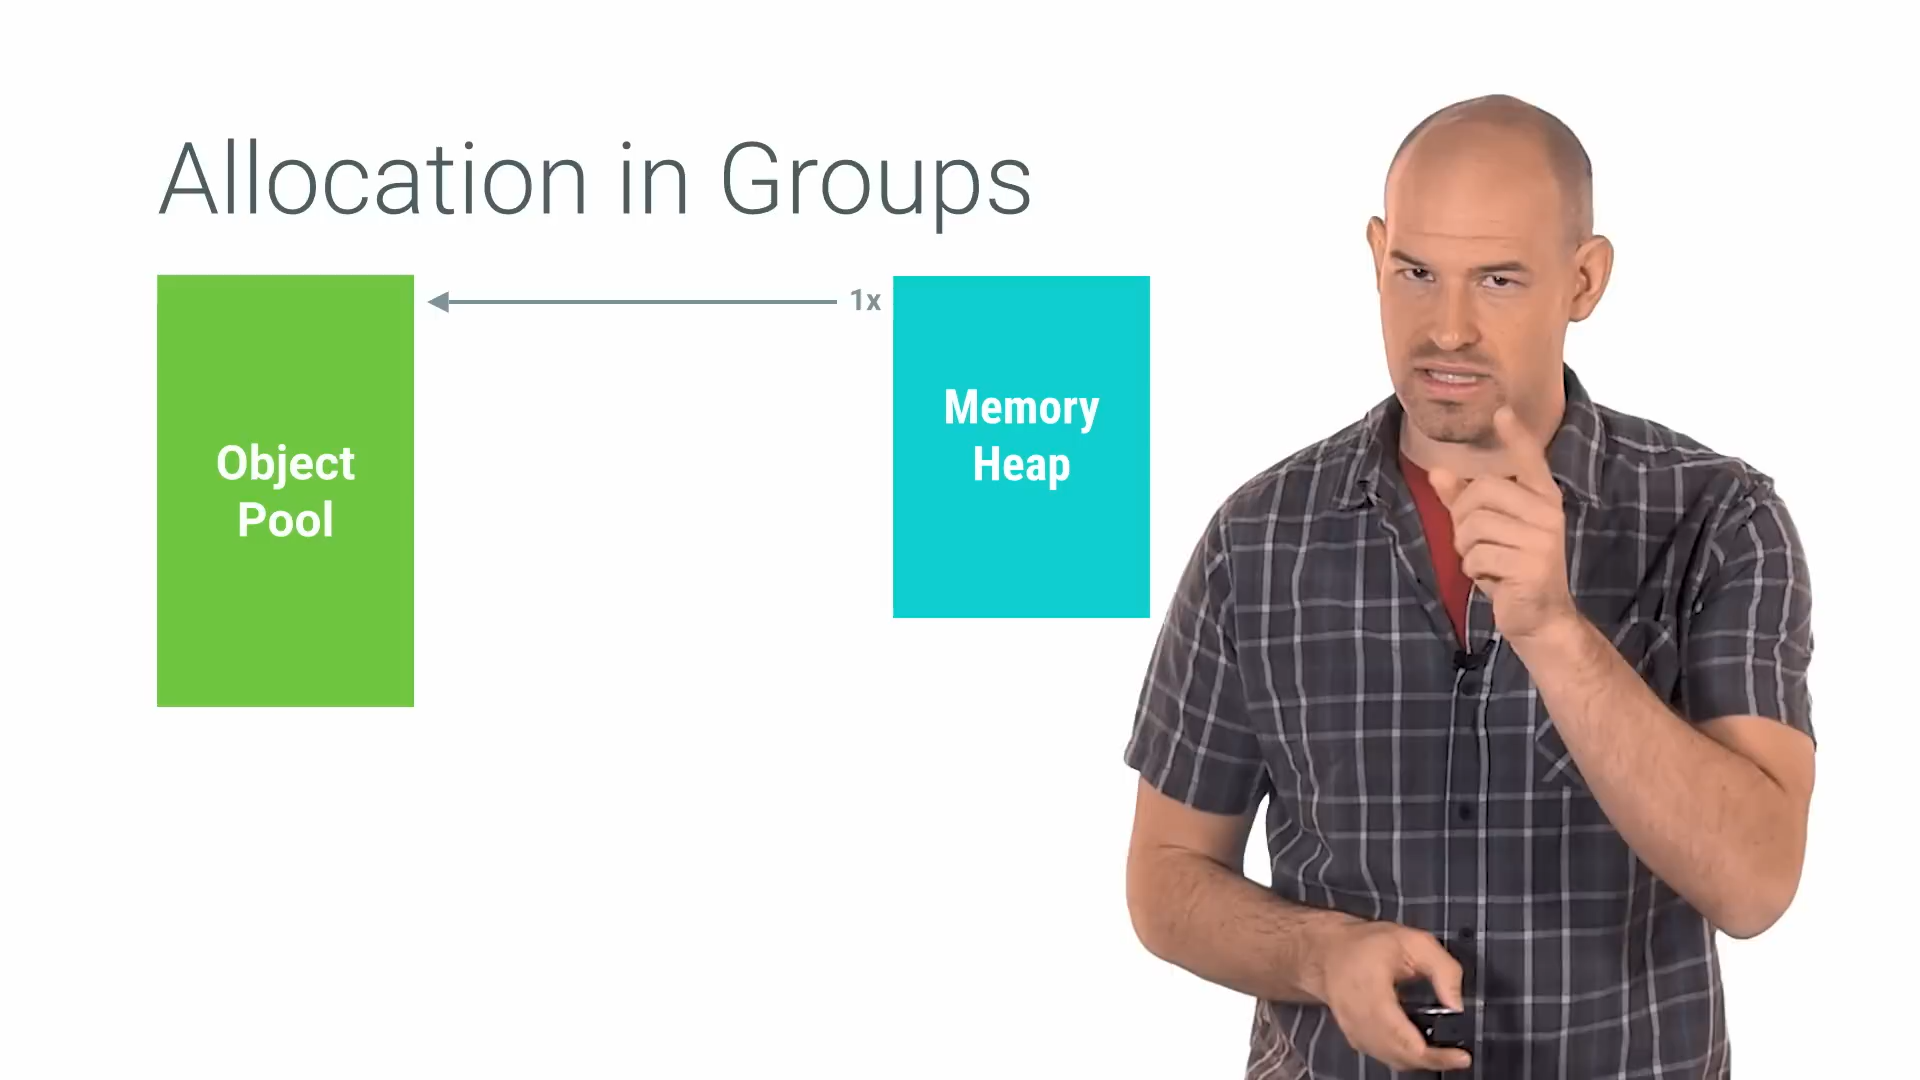 Allocation in Groups
1x
Memory
Heap
Object
Pool